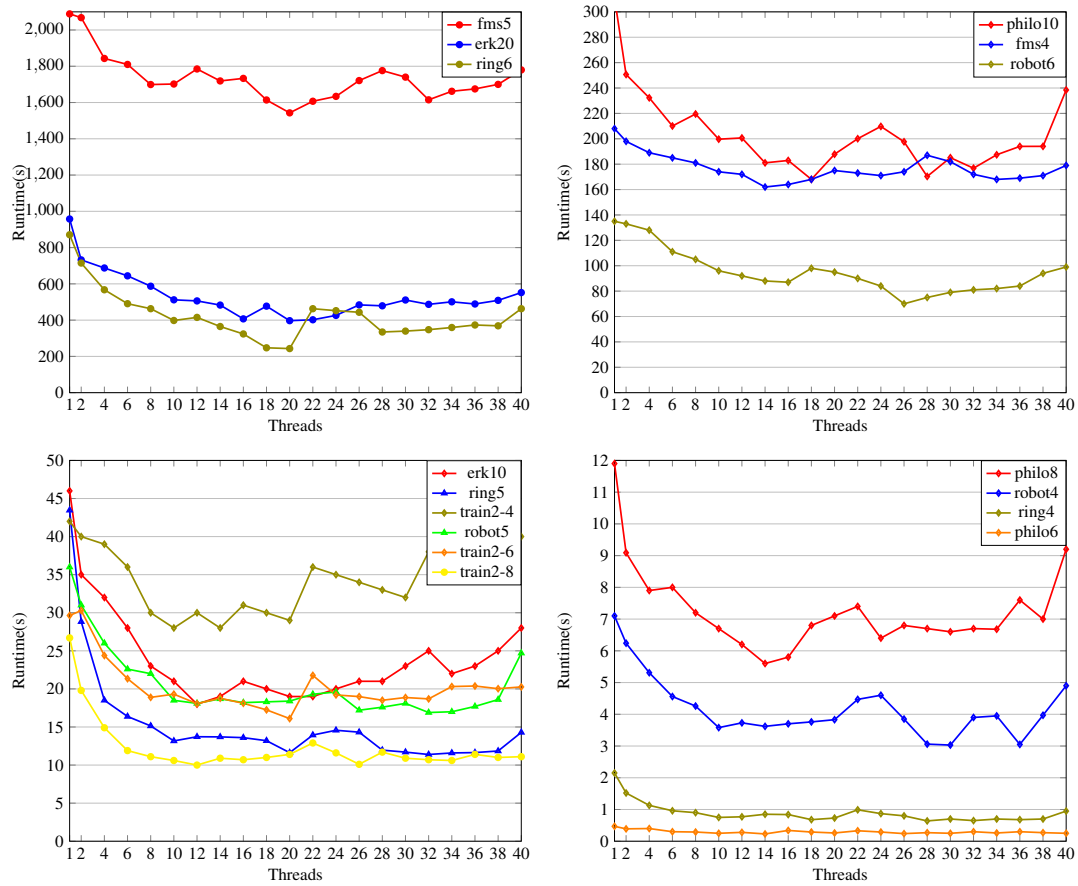 2,000
1,800
1,600
1,400
1,200
1,000
800
600
400
200
0
Runtime(s)
fms5
erk20
ring6
1 2 4 6 8 10 12 14 16 18 20 22 24 26 28 30 32 34 36 38 40
Threads
300
280
260
240
220
200
180
160
140
120
100
80
60
40
20
0
Runtime(s)
philo10
fms4
robot6
1 2 4 6 8 10 12 14 16 18 20 22 24 26 28 30 32 34 36 38 40
Threads
50
45
40
35
30
25
20
15
10
5
0
Runtime(s)
erk10
ring5
train2-4
robot5
train2-6
train2-8
1 2 4 6 8 10 12 14 16 18 20 22 24 26 28 30 32 34 36 38 40
Threads
12
11
10
9
8
7
6
5
4
3
2
1
0
Runtime(s)
philo8
robot4
ring4
philo6
1 2 4 6 8 10 12 14 16 18 20 22 24 26 28 30 32 34 36 38 40
Threads